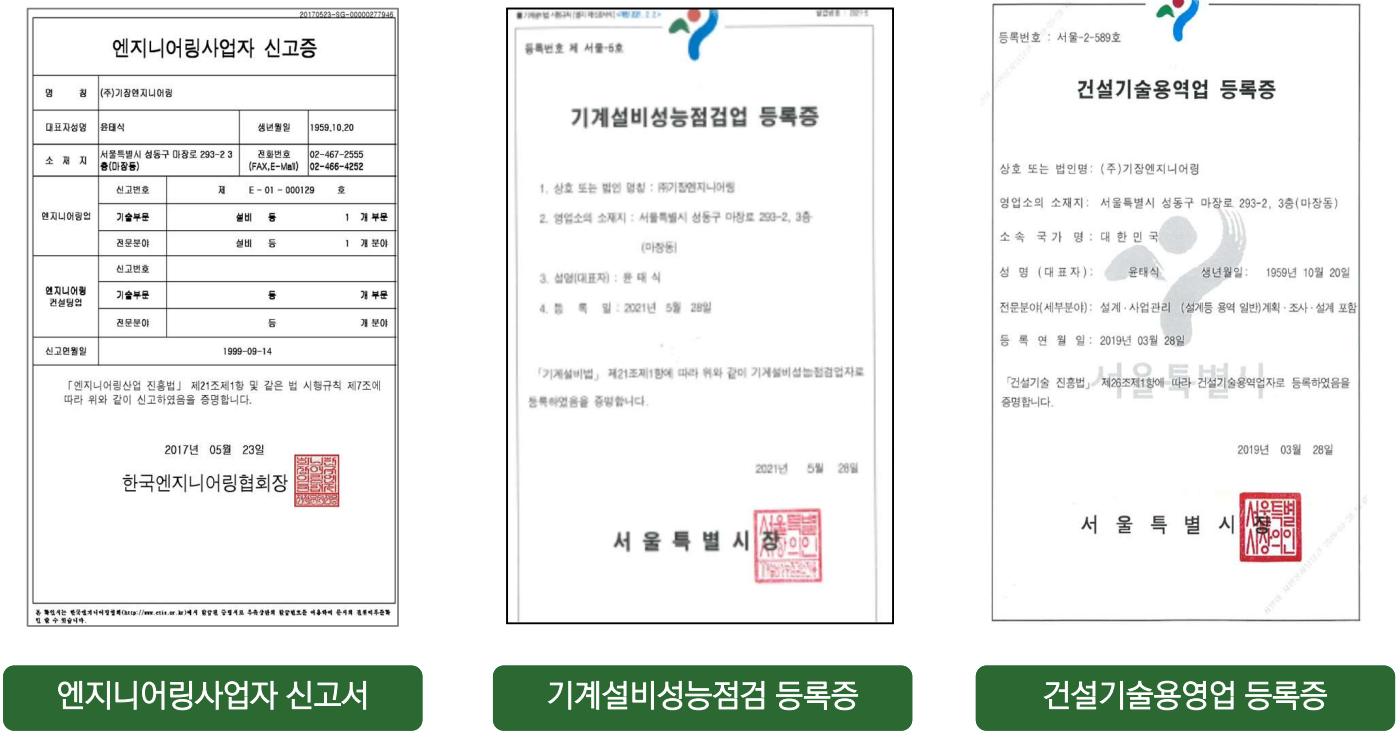 20170523-SG-00000277946
엔지니어링사업자 신고증
명 칭 (주)기장엔지니어링
대표자성명 윤태식 생년월일 1959.10.20
소 재 지 서울특별시 성동구 마장로 293-2 3
층(마장동)
전화번호
(FAX,E-Mail)
02-467-2555
02-466-4252
엔지니어링업
신고번호 제 E - 01 - 000129 호
기술부문 설비 등 1 개 부문
전문분야 설비 등 1 개 분야
엔지니어링
컨설팅업
신고번호
기술부문 등 개 부문
전문분야 등 개 분야
신고연월일 1999-09-14
「엔지니어링산업 진흥법」 제21조제1항 및 같은 법 시행규칙 제7조에
따라 위와 같이 신고하였음을 증명합니다.
2017년 05월 23일
한국엔지니어링협회장
엔지니어링사업자 신고서
등록번호 제 서울-5호
기계설비성능점검업 등록증
1. 상호 또는 법인 명칭 : ㈜기장엔지니어링
2. 영업소의 소재지 : 서울특별시 성동구 마장로 293-2, 3층
(마장동)
3. 성명(대표자) : 윤 태 식
4. 등 록 일 : 2021년 5월 28일
「기계설비법」 제21조제1항에 따라 위와 같이 기계설비성능점검업자로
등록하였음을 증명합니다.
2021년 5월 28일
서 울 특 별 시 장
기계설비성능점검 등록증
등록번호 : 서울-2-589호
건설기술용역업 등록증
상호 또는 법인명: (주)기장엔지니어링
영업소의 소재지: 서울특별시 성동구 마장로 293-2, 3층(마장동)
소속 국가 명: 대한민국
성 명 (대표자): 윤태식 생년월일: 1959년 10월 20일
전문분야(세부분야): 설계·사업관리 (설계등 용역 일반)계획·조사·설계 포함
등 록 연 월 일: 2019년 03월 28일
서울특별시
「건설기술 진흥법」 제26조제1항에 따라 건설기술용역업자로 등록하였음을
증명합니다.
2019년 03월 28일
서 울 특 별 시 장
건설기술용영업 등록증